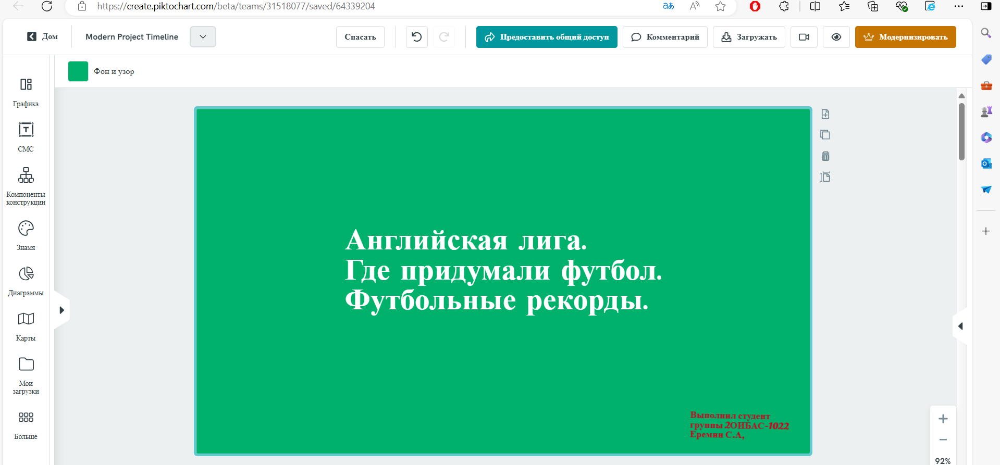 https://create.piktochart.com/beta/teams/31518077/saved/64339204
Дом
Modern Project Timeline
Спасать
Предоставить общий доступ
Комментарий
Загружать
Модернизировать
Фон и узор
Графика
СМС
Компоненты
конструкции
Знамя
Диаграммы
Карты
Мои
загрузки
Больше
Английская лига.
Где придумали футбол.
Футбольные рекорды.
Выполнил студент
группы 2ОИБАС-1022
Еремин С.А,
92%